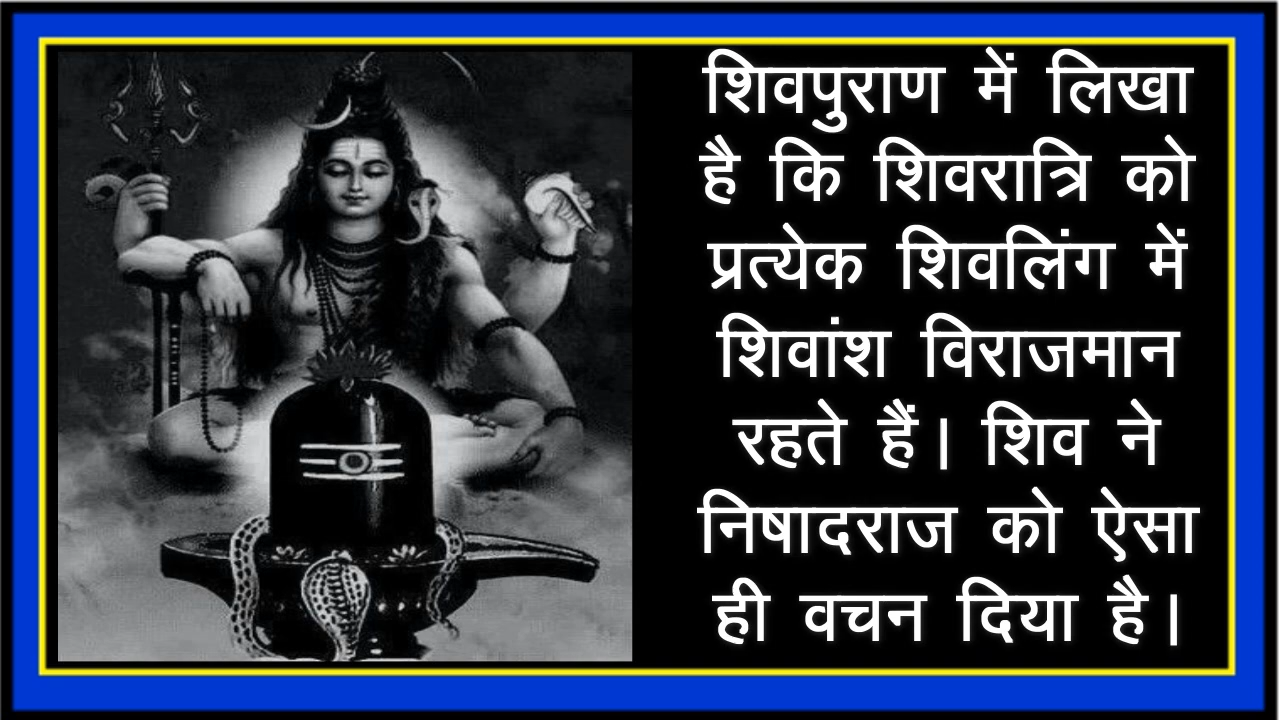 शिवपुराण में लिखा
है कि शिवरात्रि को
प्रत्येक शिवलिंग में
शिवांश विराजमान
रहते हैं। शिव ने
निषादराज को ऐसा
ही वचन दिया है।